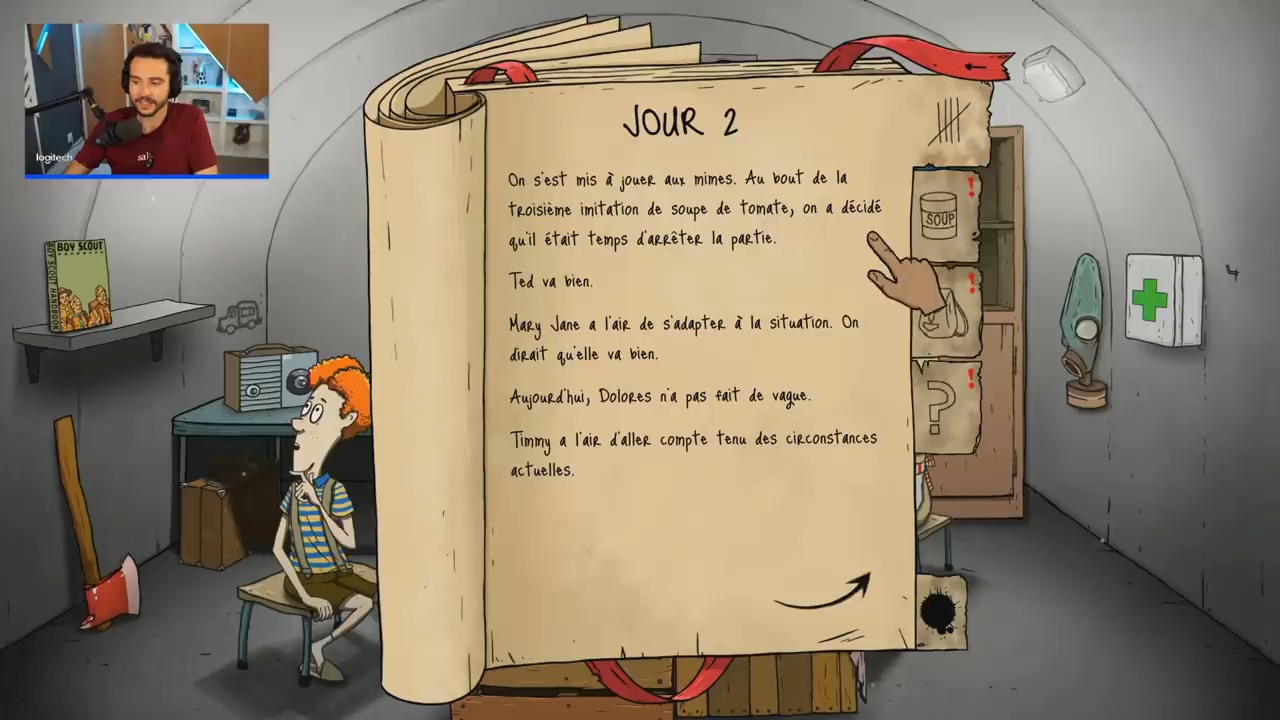 logitech
JOUR 2
On s'est mis à jouer aux mimes. Au bout de la
troisième imitation de soupe de tomate, on a décidé
qu'il était temps d'arrêter la partie.
Ted va bien.
Mary Jane a l'air de s'adapter à la situation. On
dirait qu'elle va bien.
Aujourd'hui, Dolores n'a pas fait de vague.
Timmy a l'air d'aller compte tenu des circonstances
actuelles.
!
SOUP
!
!
?
BOY SCOUT
BOY SCOUT HANDBOOK